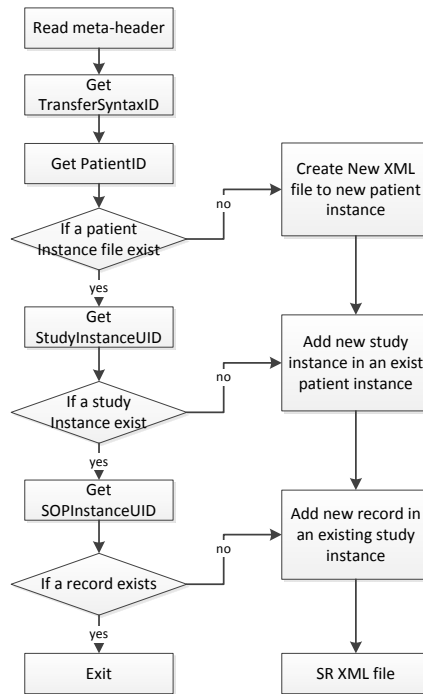 Read meta-header
Get
TransferSyntaxID
Get PatientID
If a patient
Instance file exist
no
Create New XML
file to new patient
instance
yes
Get
StudyInstanceUID
If a study
Instance exist
no
Add new study
instance in an exist
patient instance
yes
Get
SOPInstanceUID
If a record exists
no
Add new record in
an existing study
instance
yes
Exit
SR XML file